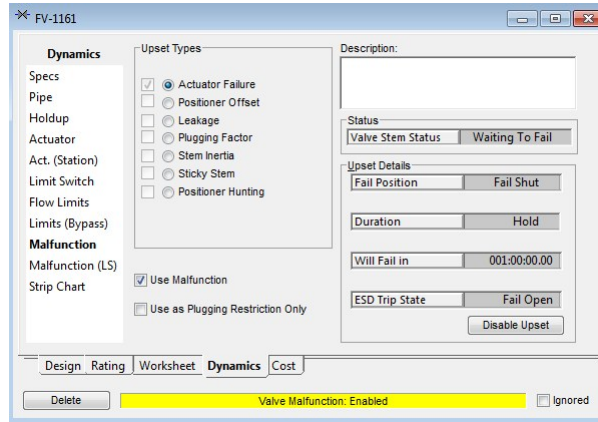 FV-1161
Dynamics
Specs
Pipe
Holdup
Actuator
Act. (Station)
Limit Switch
Flow Limits
Limits (Bypass)
Malfunction
Malfunction (LS)
Strip Chart
Upset Types
Actuator Failure
Positioner Offset
Leakage
Plugging Factor
Stem Inertia
Sticky Stem
Positioner Hunting
Use Malfunction
Use as Plugging Restriction Only
Description:
Status
Valve Stem Status Waiting To Fail
Upset Details
Fail Position Fail Shut
Duration Hold
Will Fail in 001:00:00.00
ESD Trip State Fail Open
Disable Upset
Design Rating Worksheet Dynamics Cost
Delete Valve Malfunction: Enabled Ignored